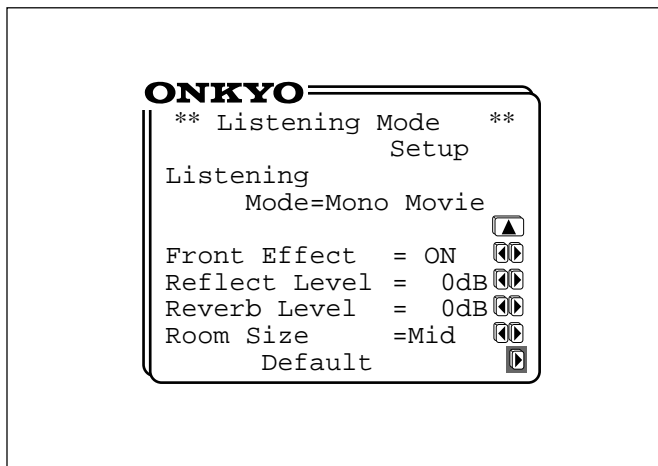 ONKYO
** Listening Mode **
Setup
Listening
Mode=Mono Movie
Front Effect = ON
Reflect Level = 0dB
Reverb Level = 0dB
Room Size =Mid
Default